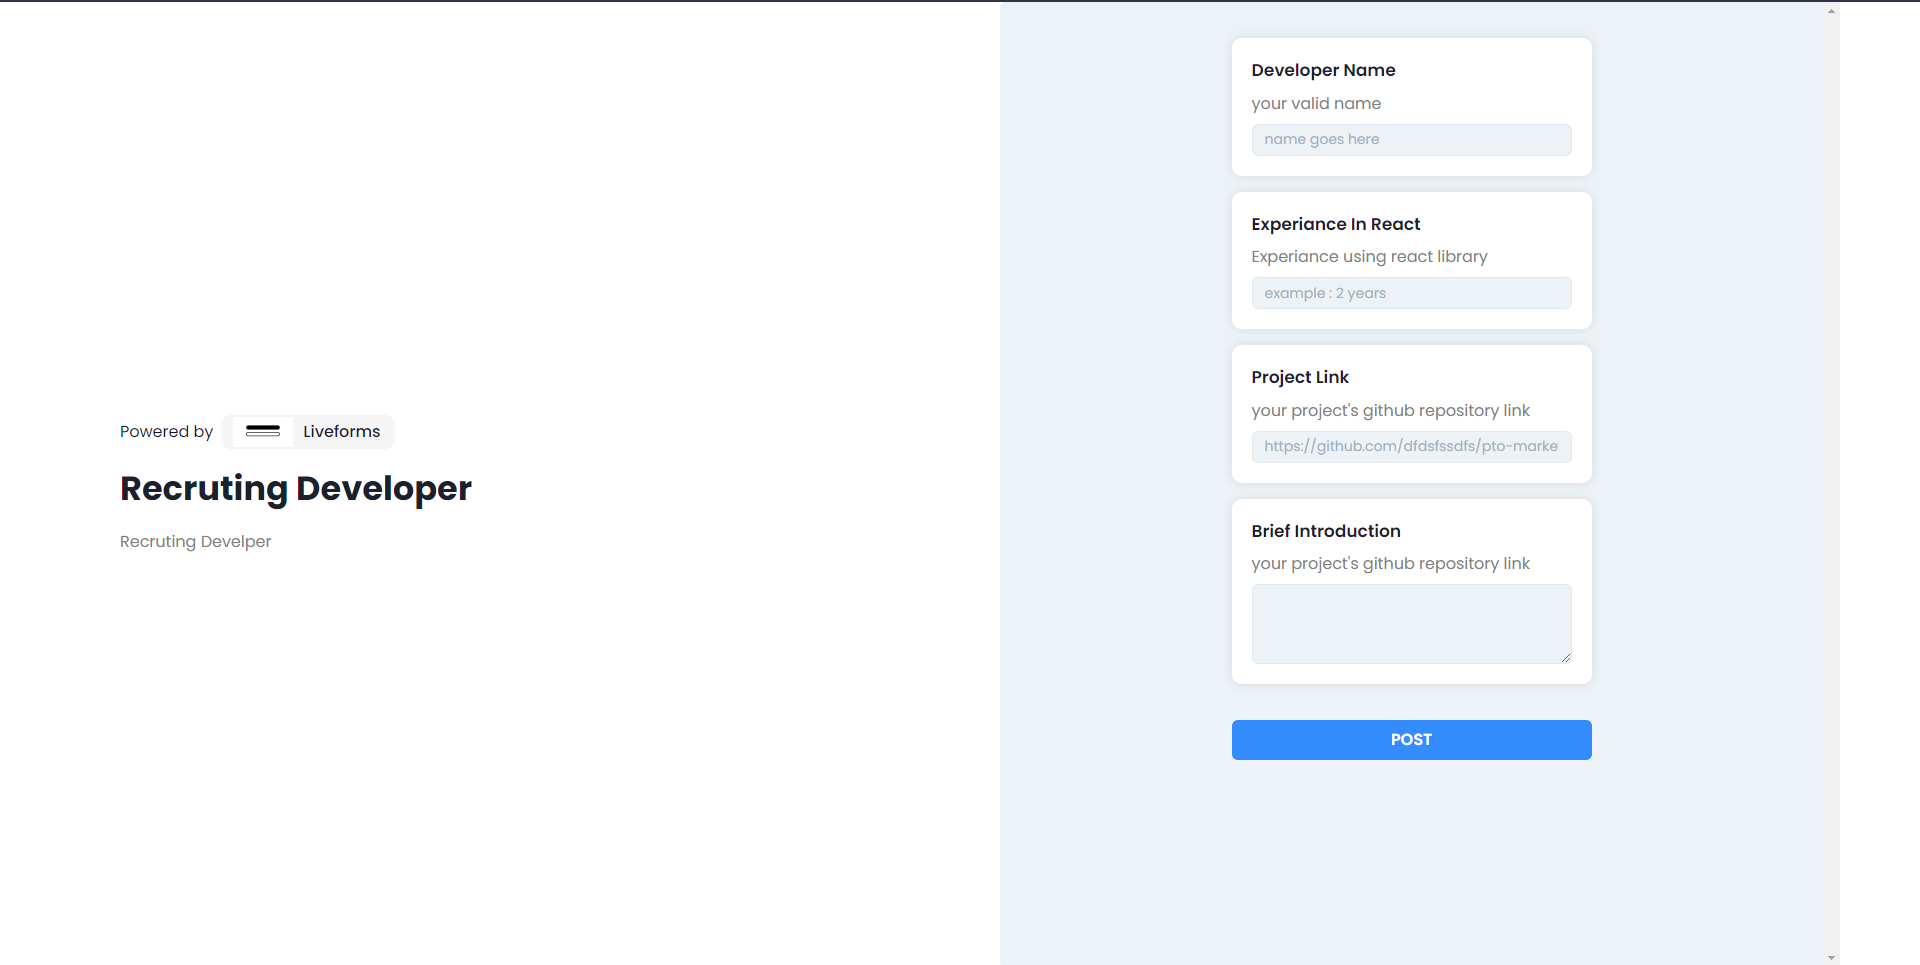 Powered by Liveforms
Recruting Developer
Recruting Develper
Developer Name
your valid name
name goes here
Experiance In React
Experiance using react library
example : 2 years
Project Link
your project's github repository link
https://github.com/dfdsfssdfs/pto-marke
Brief Introduction
your project's github repository link
POST